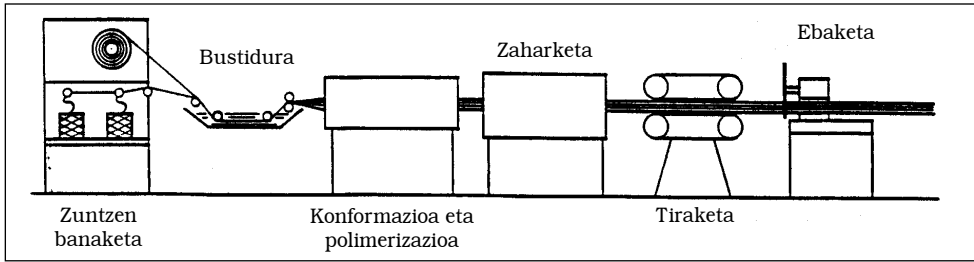 Bustidura
Zaharketa
Ebaketa
Zuntzen
banaketa
Konformazioa eta
polimerizazioa
Tiraketa